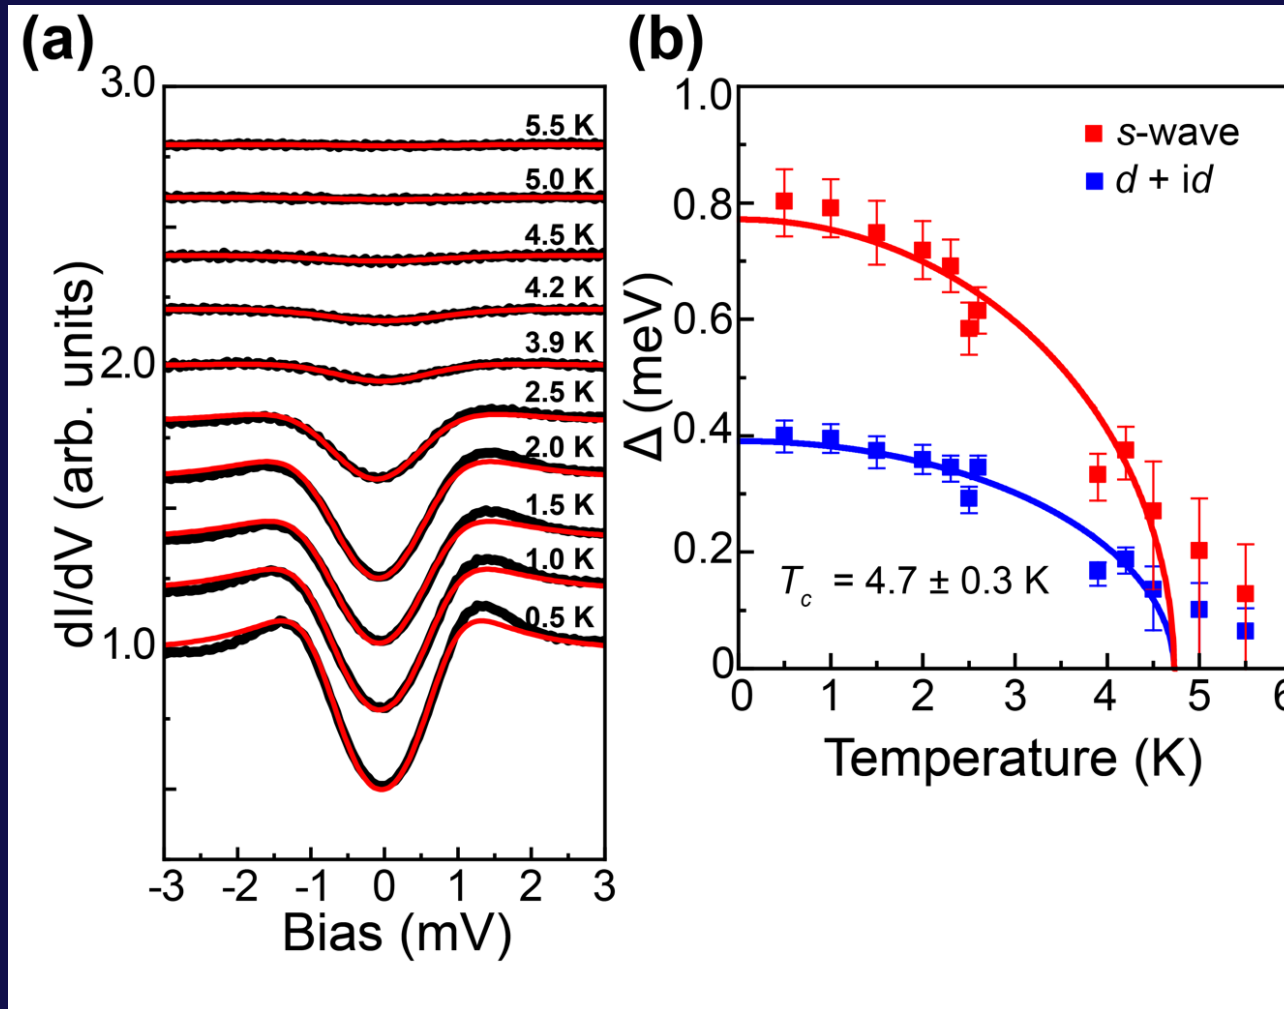 (a)
3.0
2.0
1.0
dI/dV (arb. units)
5.5 K
5.0 K
4.5 K
4.2 K
3.9 K
2.5 K
2.0 K
1.5 K
1.0 K
0.5 K
-3 -2 -1 0 1 2 3
Bias (mV)
(b)
1.0
0.8
0.6
0.4
0.2
0
Δ (meV)
s-wave
d + id
Tc = 4.7 ± 0.3 K
0 1 2 3 4 5 6
Temperature (K)